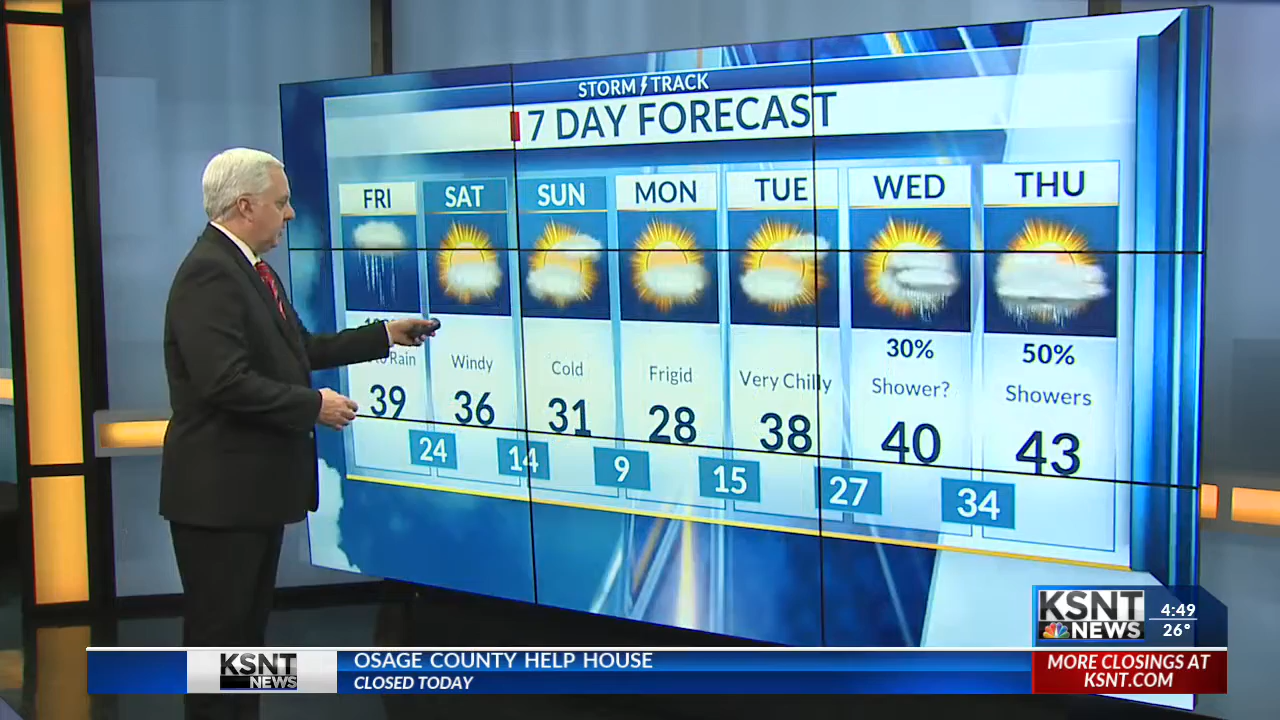 STORM TRACK
7 DAY FORECAST
FRI SAT SUN MON TUE WED THU
30% 50%
Rain Windy Cold Frigid Very Chilly Shower? Showers
39 36 31 28 38 40 43
24 14 9 15 27 34
KSNT NEWS
4:49
26°
KSNT NEWS
OSAGE COUNTY HELP HOUSE
CLOSED TODAY
MORE CLOSINGS AT
KSNT.COM